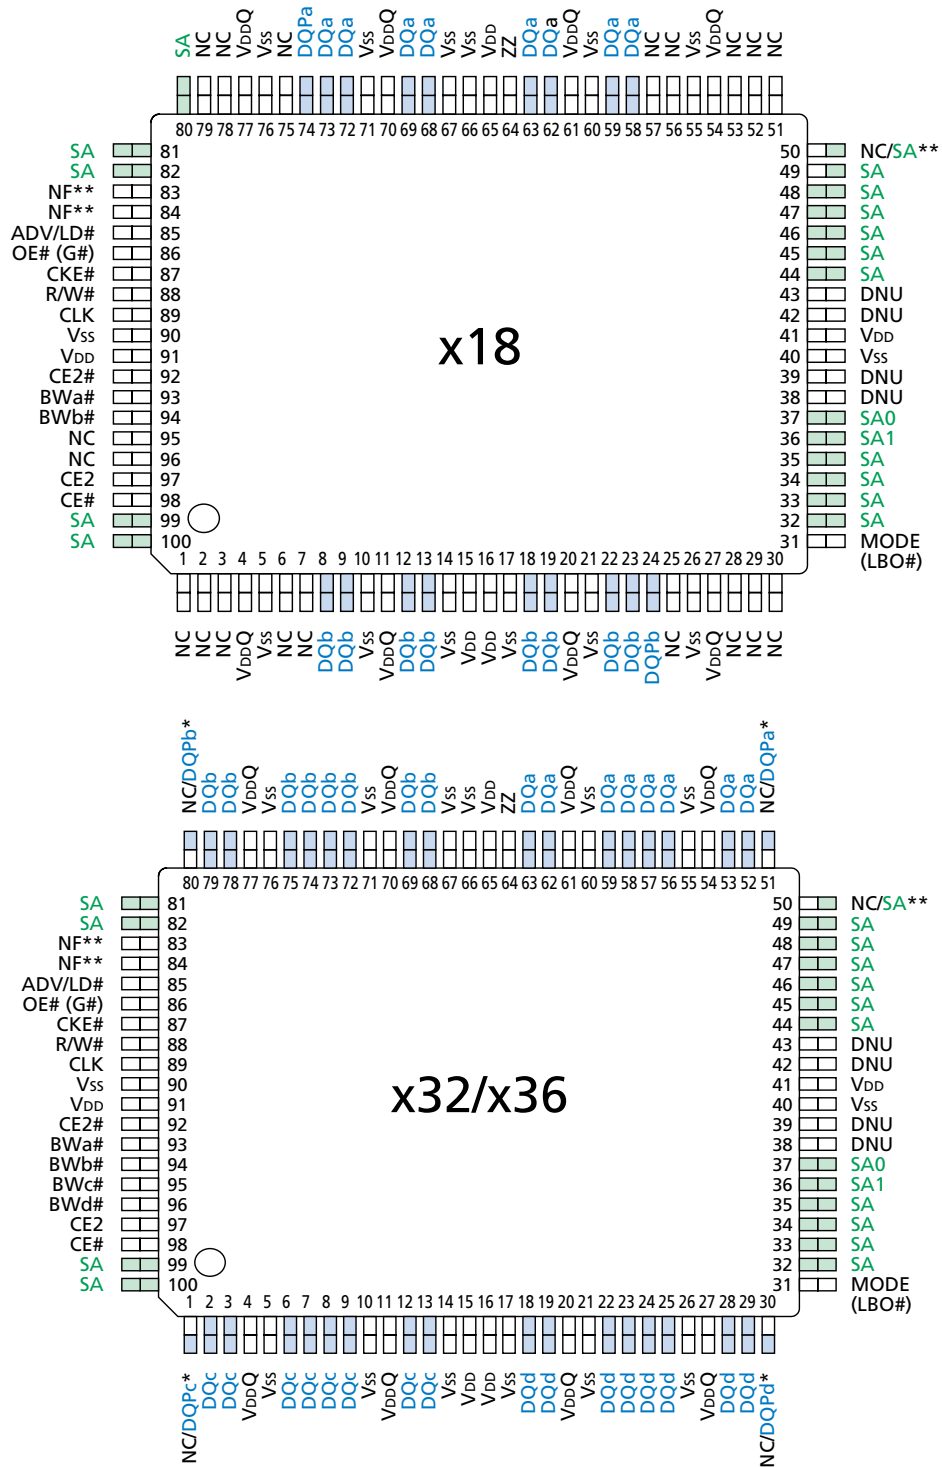 SA NC NC VDDQ VSS NC DQPa DQa DQa VSS VDDQ DQa DQa VSS VSS VDD ZZ DQa DQa VDDQ VSS DQa DQa NC NC VSS VDDQ NC NC NC
80 79 78 77 76 75 74 73 72 71 70 69 68 67 66 65 64 63 62 61 60 59 58 57 56 55 54 53 52 51
SA 81 50 NC/SA**
SA 82 49 SA
NF** 83 48 SA
NF** 84 47 SA
ADV/LD# 85 46 SA
OE# (G#) 86 45 SA
CKE# 87 44 SA
R/W# 88 43 DNU
CLK 89 42 DNU
VSS 90 41 VDD
VDD 91 40 VSS
CE2# 92 39 DNU
BWa# 93 38 DNU
BWb# 94 37 SA0
NC 95 36 SA1
NC 96 35 SA
CE2 97 34 SA
CE# 98 33 SA
SA 99 32 SA
SA 100 31 MODE
(LBO#)
x18
1 2 3 4 5 6 7 8 9 10 11 12 13 14 15 16 17 18 19 20 21 22 23 24 25 26 27 28 29 30
NC NC NC VDDQ VSS NC NC DQb DQb VSS VDDQ DQb DQb VSS VDD VDD VSS DQb DQb VDDQ VSS DQb DQb DQPb NC VSS VDDQ NC NC NC
NC/DQPb* DQb DQb VDDQ VSS DQb DQb DQb DQb VSS VDDQ DQb DQb VSS VSS VDD ZZ DQa DQa VDDQ VSS DQa DQa DQa DQa VSS VDDQ DQa DQa NC/DQPa*
80 79 78 77 76 75 74 73 72 71 70 69 68 67 66 65 64 63 62 61 60 59 58 57 56 55 54 53 52 51
SA 81 50 NC/SA**
SA 82 49 SA
NF** 83 48 SA
NF** 84 47 SA
ADV/LD# 85 46 SA
OE# (G#) 86 45 SA
CKE# 87 44 SA
R/W# 88 43 DNU
CLK 89 42 DNU
VSS 90 41 VDD
VDD 91 40 VSS
CE2# 92 39 DNU
BWa# 93 38 DNU
BWb# 94 37 SA0
BWc# 95 36 SA1
BWd# 96 35 SA
CE2 97 34 SA
CE# 98 33 SA
SA 99 32 SA
SA 100 31 MODE
(LBO#)
x32/x36
1 2 3 4 5 6 7 8 9 10 11 12 13 14 15 16 17 18 19 20 21 22 23 24 25 26 27 28 29 30
NC/DQPc* DQc DQc VDDQ VSS DQc DQc DQc DQc VSS VDDQ DQc DQc VSS VDD VDD VSS DQd DQd VDDQ VSS DQd DQd DQd DQd VSS VDDQ DQd DQd NC/DQPd*